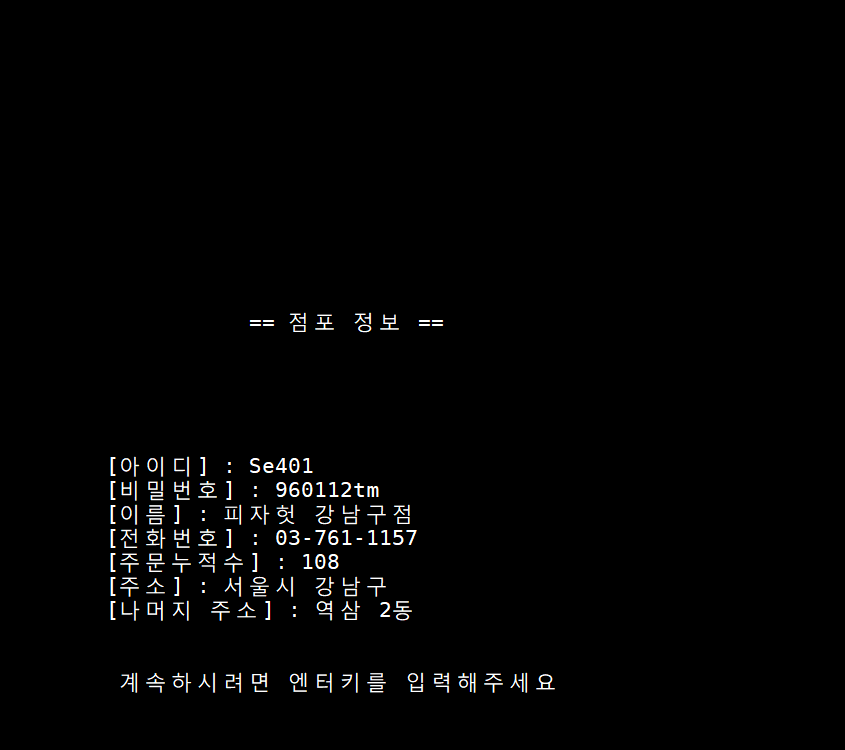 == 점포 정보 ==
[아이디] : Se401
[비밀번호] : 960112tm
[이름] : 피자헛 강남구점
[전화번호] : 03-761-1157
[주문누적수] : 108
[주소] : 서울시 강남구
[나머지 주소] : 역삼 2동
계속하시려면 엔터키를 입력해주세요